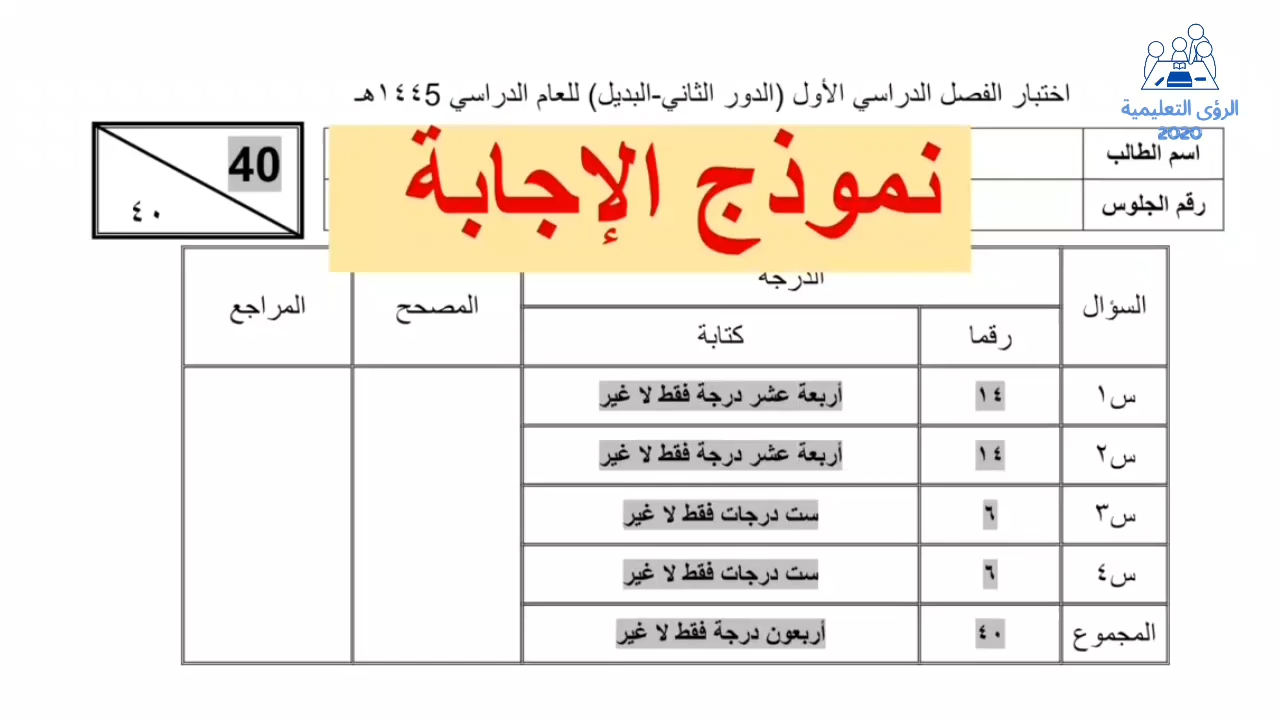 الرؤى التعليمية
2020
اختبار الفصل الدراسي الأول (الدور الثاني-البديل) للعام الدراسي ١٤٤5هـ
اسم الطالب
40
٤٠
نموذج الإجابة
رقم الجلوس
السؤال الدرجة المصحح المراجع
رقما كتابة
س١ ١٤ أربعة عشر درجة فقط لا غير
س٢ ١٤ أربعة عشر درجة فقط لا غير
س٣ ٦ ست درجات فقط لا غير
س٤ ٦ ست درجات فقط لا غير
المجموع ٤٠ أربعون درجة فقط لا غير